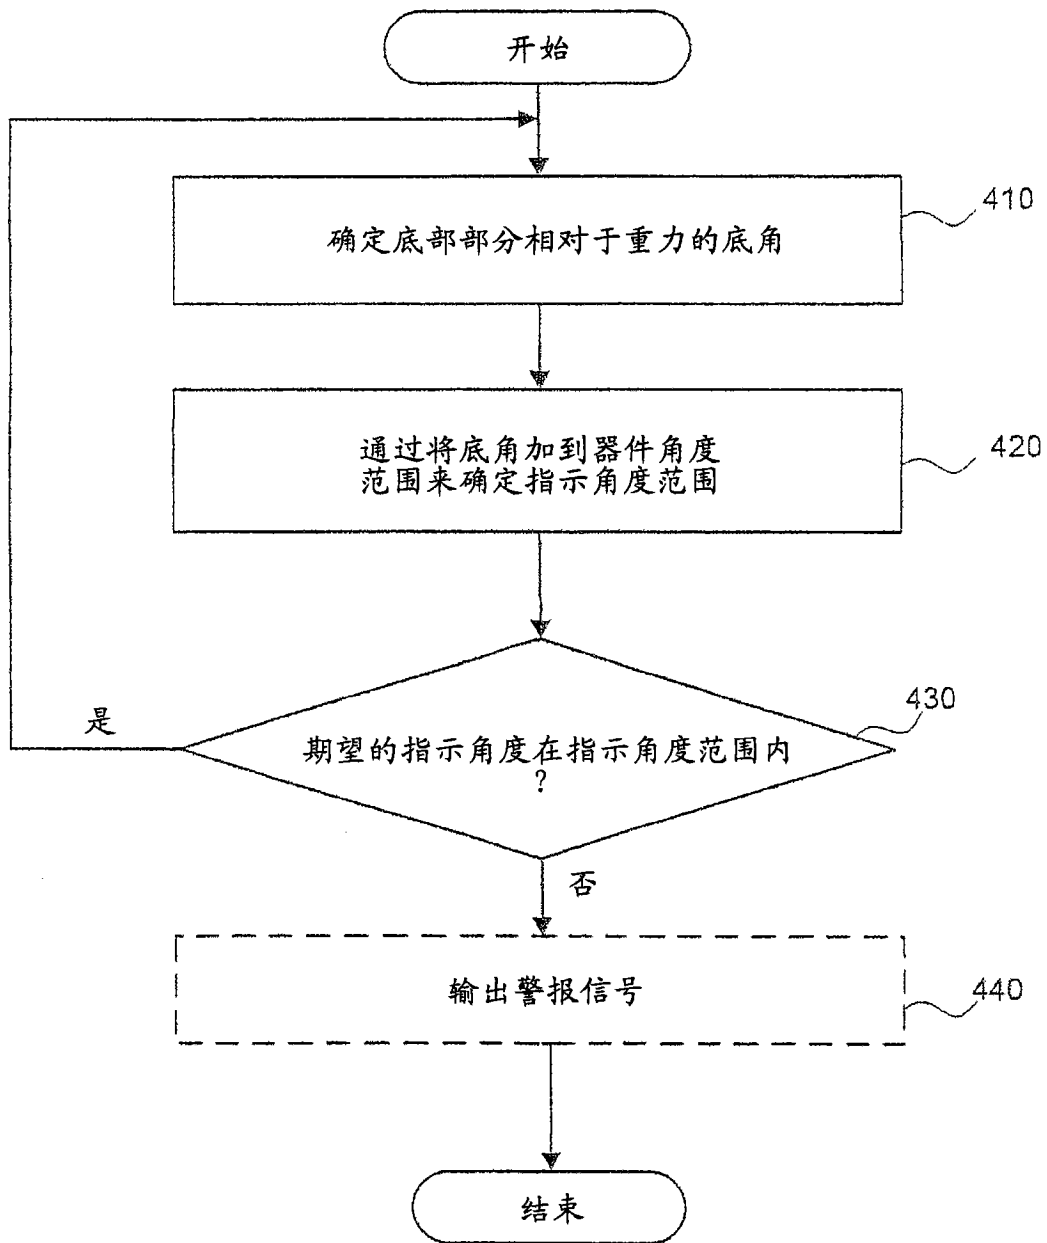 开始
确定底部部分相对于重力的底角
410
通过将底角加到器件角度
范围来确定指示角度范围
420
430
是
期望的指示角度在指示角度范围内
?
否
输出警报信号
440
结束